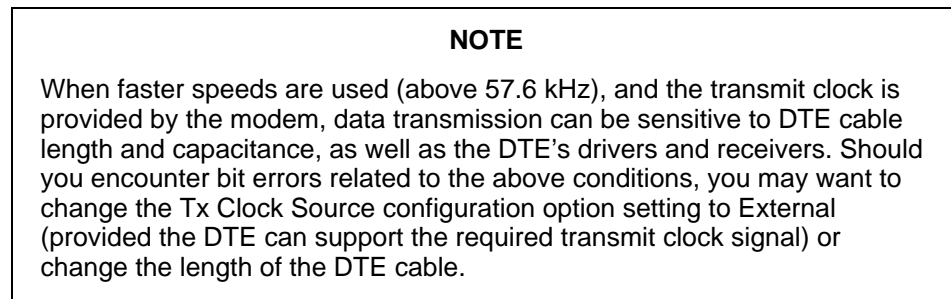 NOTE
When faster speeds are used (above 57.6 kHz), and the transmit clock is
provided by the modem, data transmission can be sensitive to DTE cable
length and capacitance, as well as the DTE's drivers and receivers. Should
you encounter bit errors related to the above conditions, you may want to
change the Tx Clock Source configuration option setting to External
(provided the DTE can support the required transmit clock signal) or
change the length of the DTE cable.